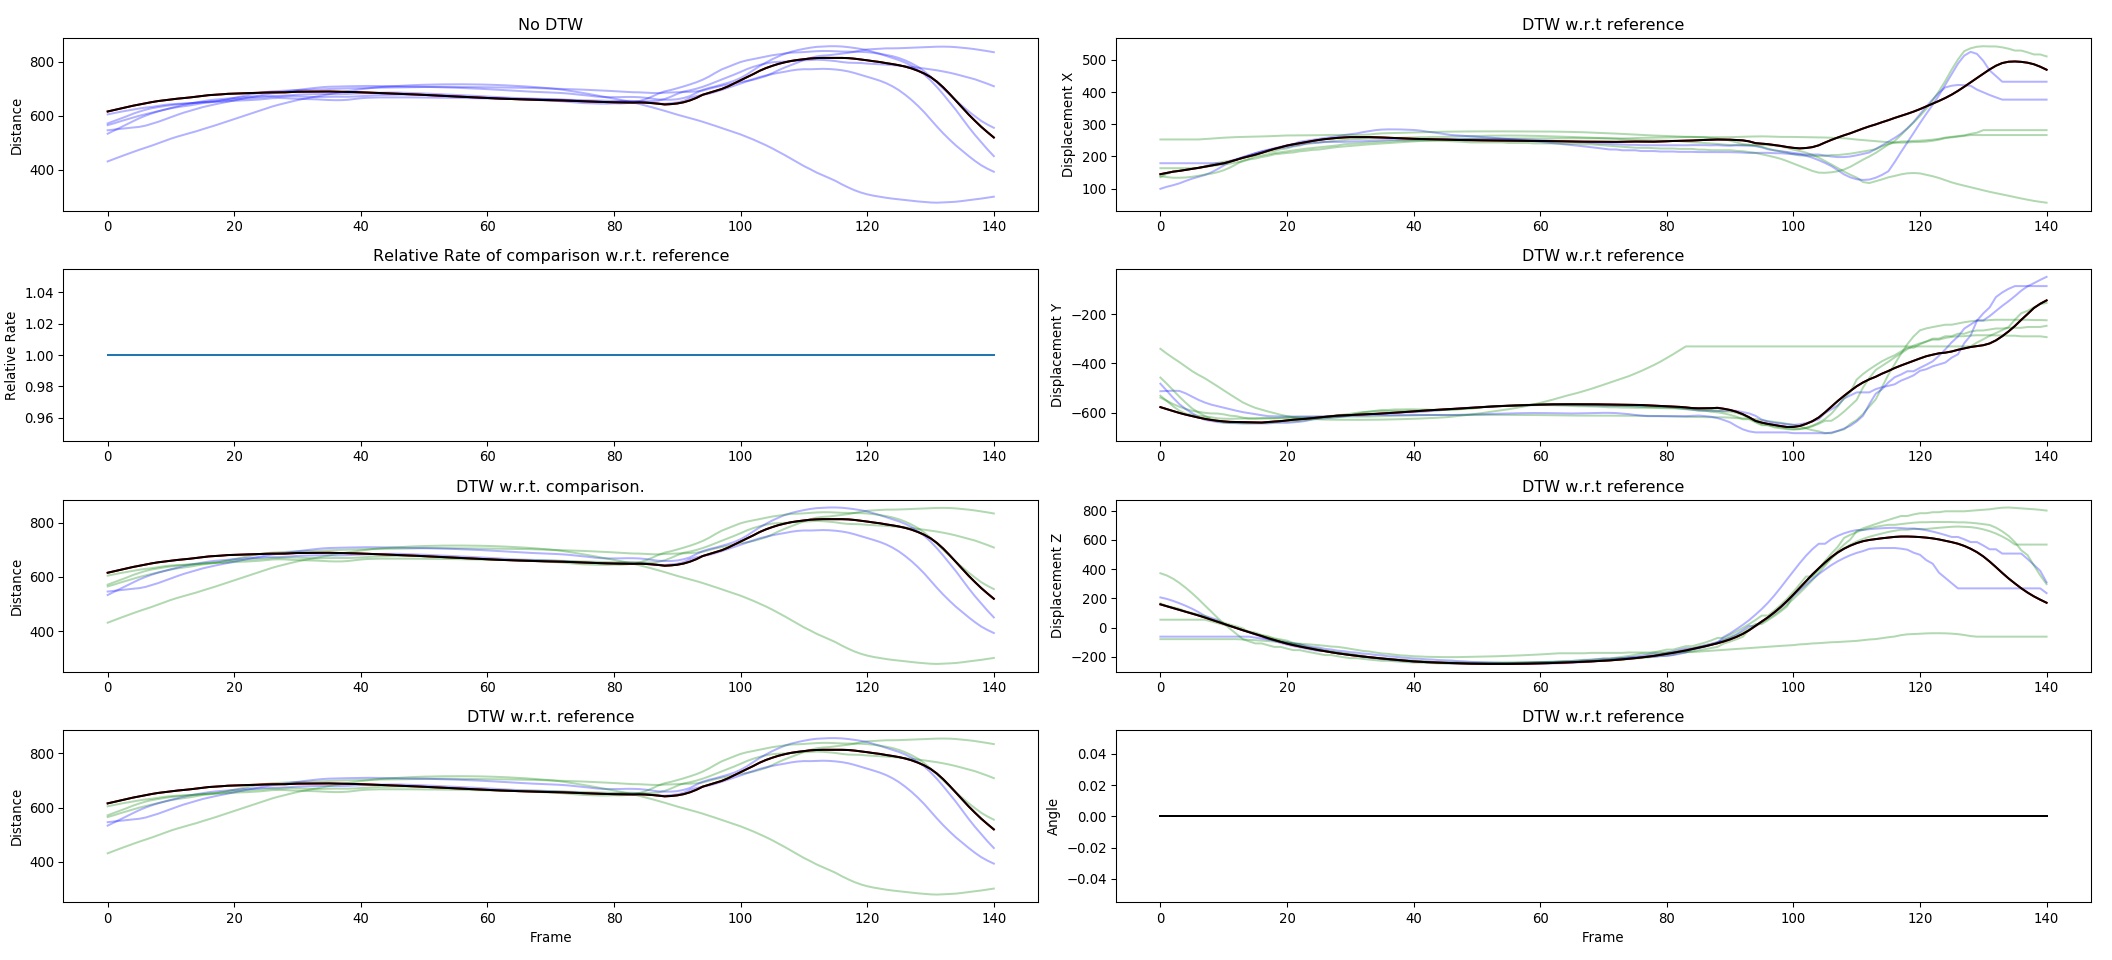 No DTW
Distance
800
600
400
0 20 40 60 80 100 120 140
Relative Rate of comparison w.r.t. reference
Relative Rate
1.04
1.02
1.00
0.98
0.96
0 20 40 60 80 100 120 140
DTW w.r.t. comparison.
Distance
800
600
400
0 20 40 60 80 100 120 140
DTW w.r.t. reference
Distance
800
600
400
0 20 40 60 80 100 120 140
Frame
DTW w.r.t reference
Displacement X
500
400
300
200
100
0 20 40 60 80 100 120 140
DTW w.r.t reference
Displacement Y
−200
−400
−600
0 20 40 60 80 100 120 140
DTW w.r.t reference
Displacement Z
800
600
400
200
0
−200
0 20 40 60 80 100 120 140
DTW w.r.t reference
Angle
0.04
0.02
0.00
−0.02
−0.04
0 20 40 60 80 100 120 140
Frame